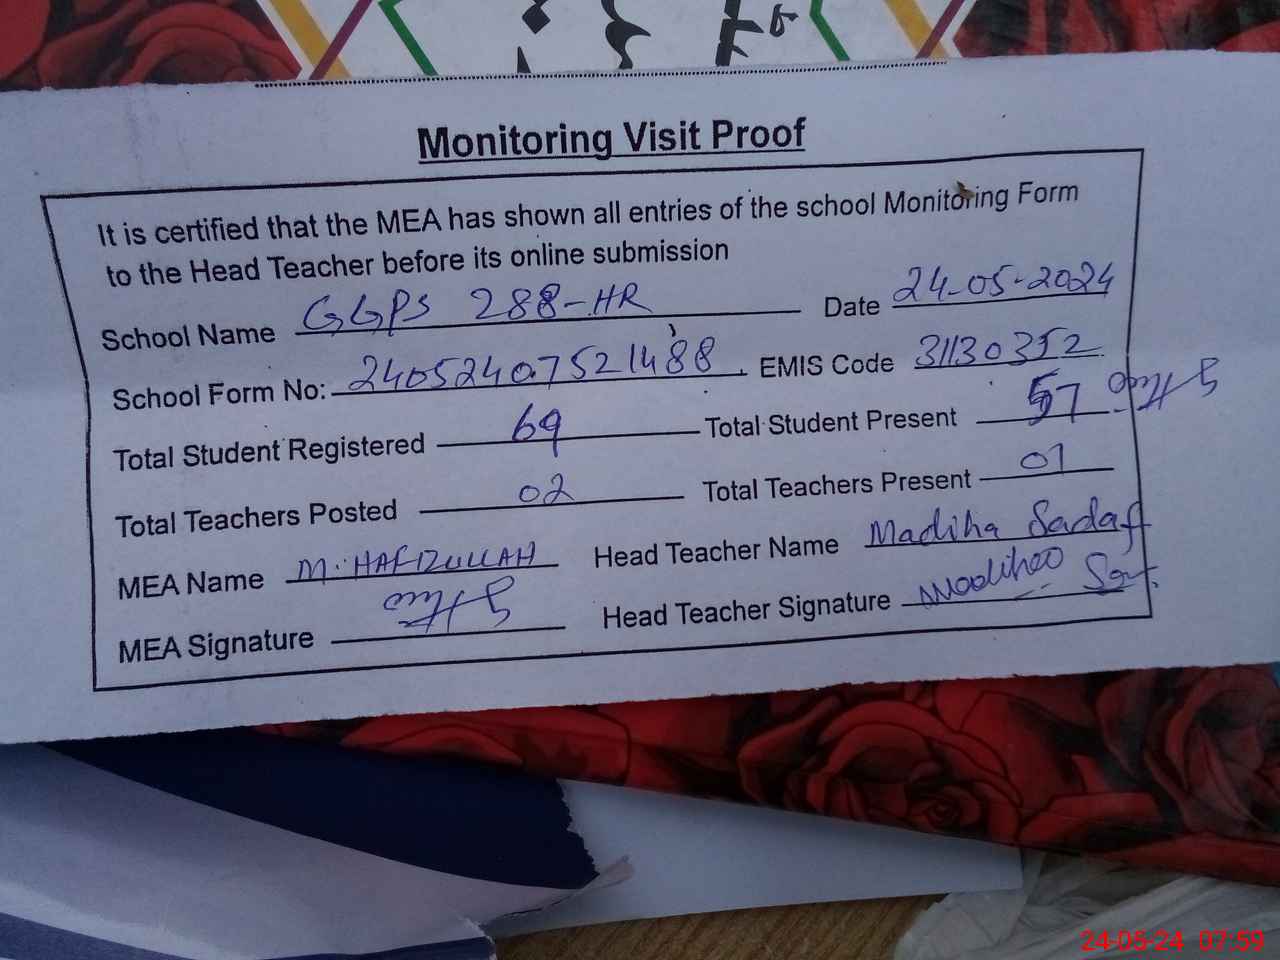 Monitoring Visit Proof
It is certified that the MEA has shown all entries of the school Monitoring Form
to the Head Teacher before its online submission
School Name GGPS 288-HR Date 24-05-2024
School Form No: 24052407521488 EMIS Code 31130352
Total Student Registered 69 Total Student Present 57
Total Teachers Posted 02 Total Teachers Present 01
MEA Name M. HAFIZULLAH Head Teacher Name Madiha Sadaf
MEA Signature Head Teacher Signature Madiha
24-05-24 07:59